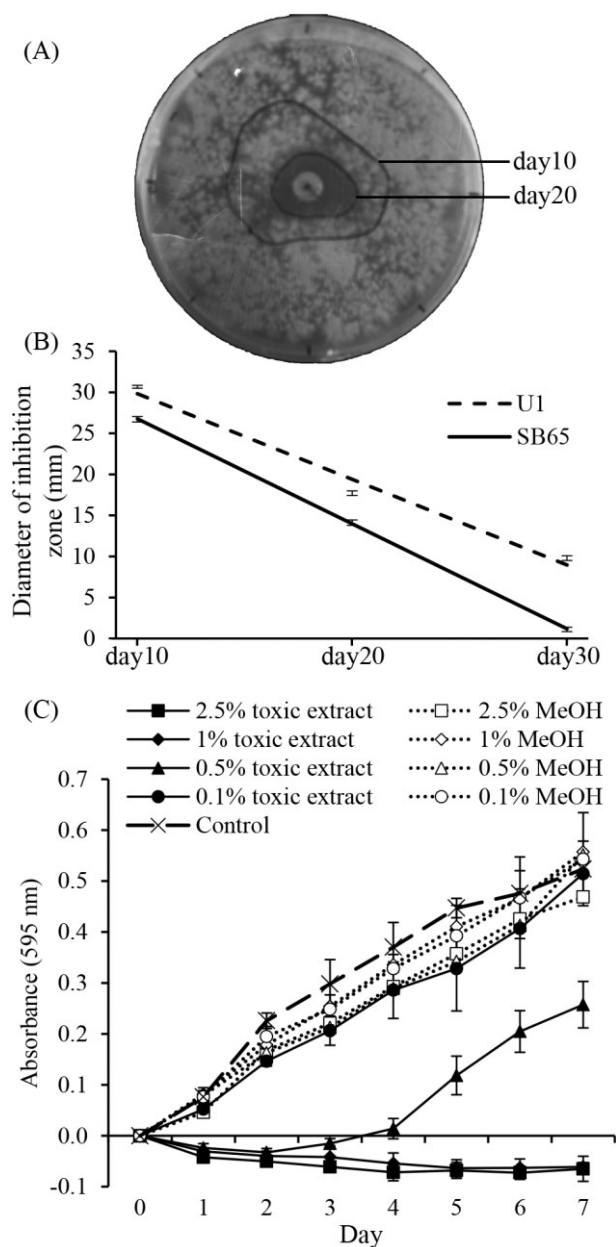 (A)
day10
day20
(B)
Diameter of inhibition
zone (mm)
35
30
25
20
15
10
5
0
day10 day20 day30
U1
SB65
(C)
2.5% toxic extract 2.5% MeOH
1% toxic extract 1% MeOH
0.5% toxic extract 0.5% MeOH
0.1% toxic extract 0.1% MeOH
Control
Absorbance (595 nm)
0.7
0.6
0.5
0.4
0.3
0.2
0.1
0.0
-0.1
0 1 2 3 4 5 6 7
Day